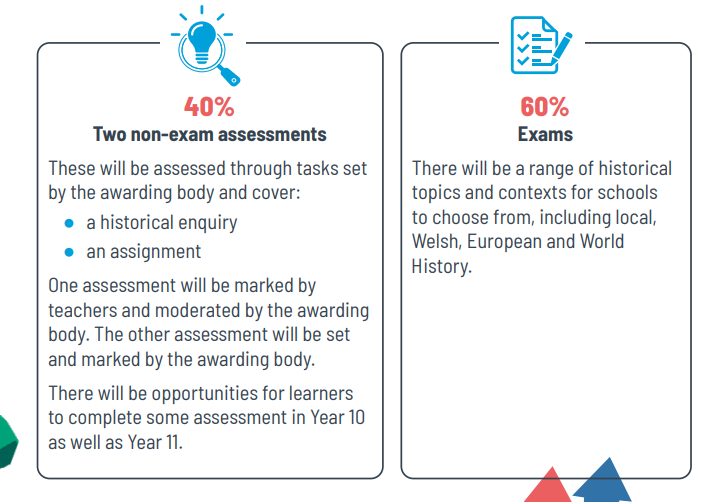 40%
Two non-exam assessments
These will be assessed through tasks set
by the awarding body and cover:
● a historical enquiry
● an assignment
One assessment will be marked by
teachers and moderated by the awarding
body. The other assessment will be set
and marked by the awarding body.
There will be opportunities for learners
to complete some assessment in Year 10
as well as Year 11.
60%
Exams
There will be a range of historical
topics and contexts for schools
to choose from, including local,
Welsh, European and World
History.